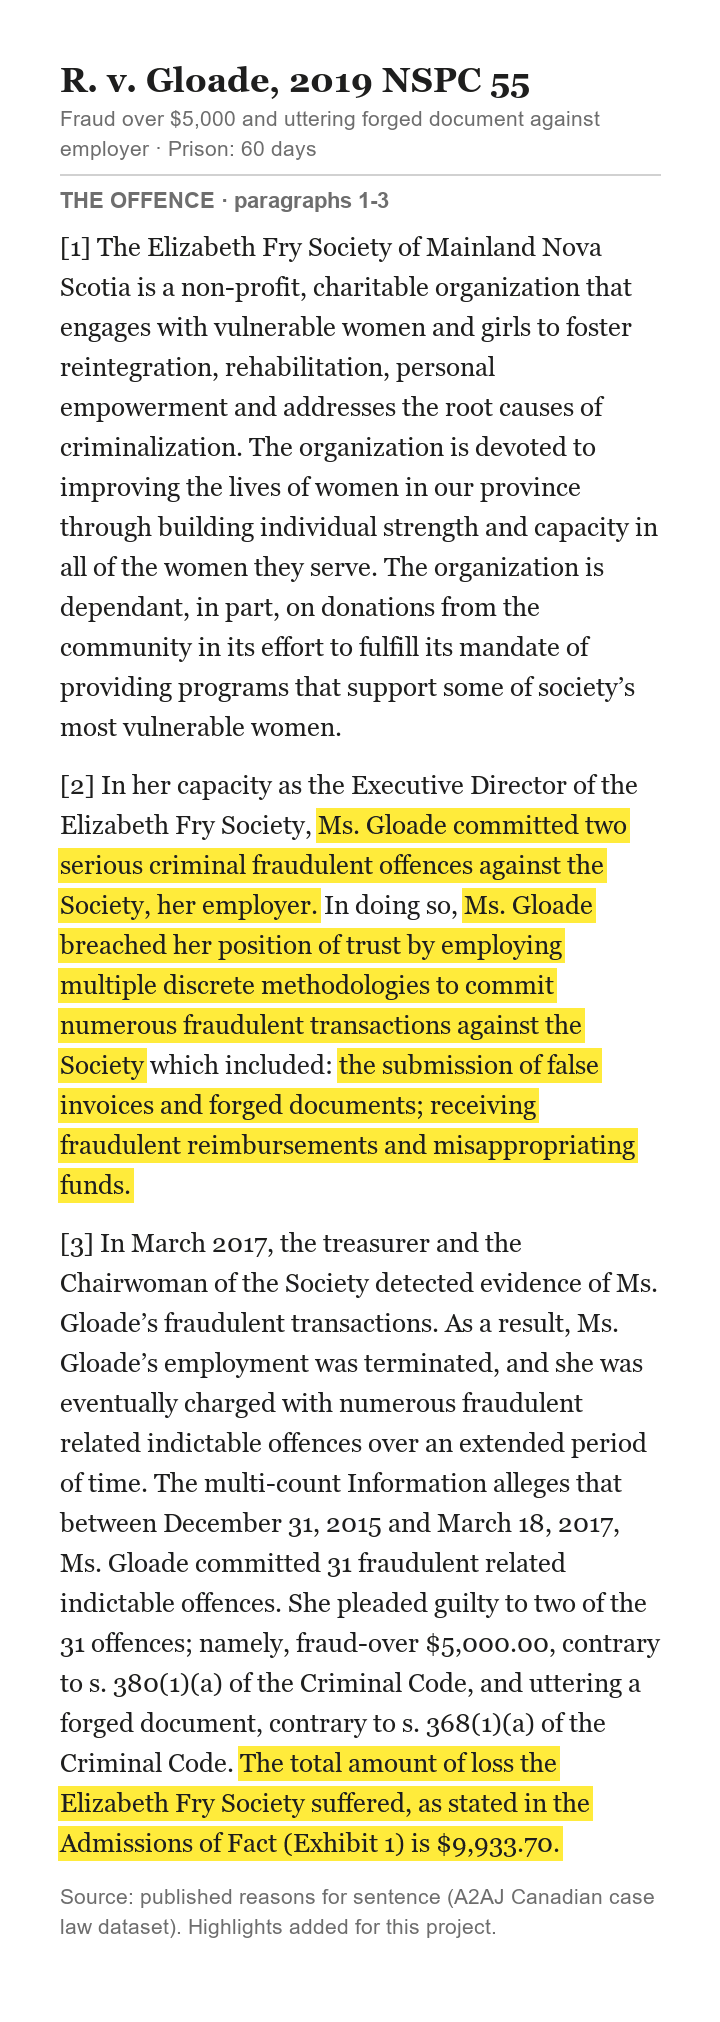 R. v. Gloade, 2019 NSPC 55
Fraud over $5,000 and uttering forged document against
employer · Prison: 60 days
THE OFFENCE · paragraphs 1-3
[1] The Elizabeth Fry Society of Mainland Nova
Scotia is a non-profit, charitable organization that
engages with vulnerable women and girls to foster
reintegration, rehabilitation, personal
empowerment and addresses the root causes of
criminalization. The organization is devoted to
improving the lives of women in our province
through building individual strength and capacity in
all of the women they serve. The organization is
dependant, in part, on donations from the
community in its effort to fulfill its mandate of
providing programs that support some of society’s
most vulnerable women.
[2] In her capacity as the Executive Director of the
Elizabeth Fry Society, Ms. Gloade committed two
serious criminal fraudulent offences against the
Society, her employer. In doing so, Ms. Gloade
breached her position of trust by employing
multiple discrete methodologies to commit
numerous fraudulent transactions against the
Society which included: the submission of false
invoices and forged documents; receiving
fraudulent reimbursements and misappropriating
funds.
[3] In March 2017, the treasurer and the
Chairwoman of the Society detected evidence of Ms.
Gloade’s fraudulent transactions. As a result, Ms.
Gloade’s employment was terminated, and she was
eventually charged with numerous fraudulent
related indictable offences over an extended period
of time. The multi-count Information alleges that
between December 31, 2015 and March 18, 2017,
Ms. Gloade committed 31 fraudulent related
indictable offences. She pleaded guilty to two of the
31 offences; namely, fraud-over $5,000.00, contrary
to s. 380(1)(a) of the Criminal Code, and uttering a
forged document, contrary to s. 368(1)(a) of the
Criminal Code. The total amount of loss the
Elizabeth Fry Society suffered, as stated in the
Admissions of Fact (Exhibit 1) is $9,933.70.
Source: published reasons for sentence (A2AJ Canadian case
law dataset). Highlights added for this project.